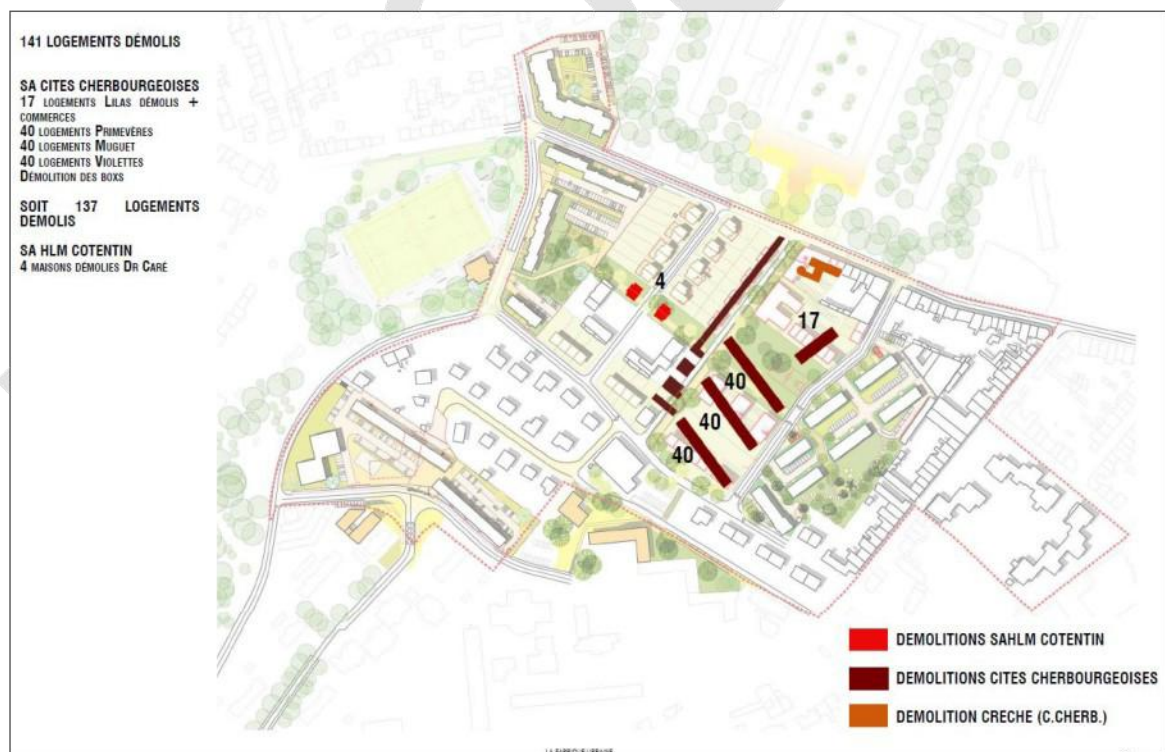 141 LOGEMENTS DÉMOLIS
SA CITES CHERBOURGEOISES
17 LOGEMENTS LILAS DÉMOLIS +
COMMERCES
40 LOGEMENTS PRIMEVÈRES
40 LOGEMENTS MUGUET
40 LOGEMENTS VIOLETTES
DÉMOLITION DES BOXS
SOIT 137 LOGEMENTS
DEMOLIS
SA HLM COTENTIN
4 MAISONS DÉMOLIES DR CARÉ
4
17
40
40
40
DEMOLITIONS SAHLM COTENTIN
DEMOLITIONS CITES CHERBOURGEOISES
DEMOLITION CRECHE (C.CHERB.)